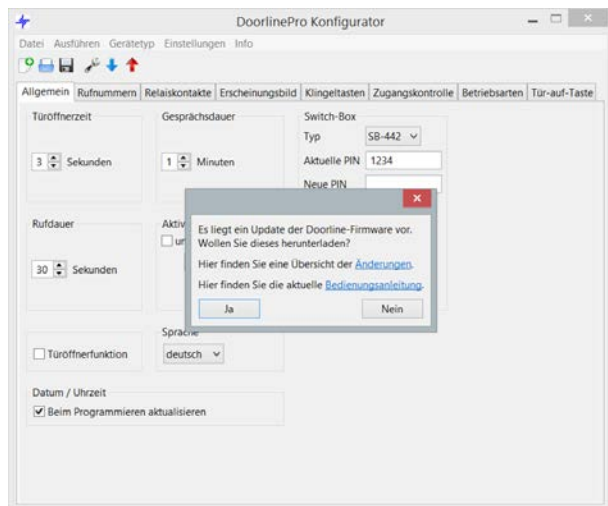 DoorlinePro Konfigurator
Datei Ausführen Gerätetyp Einstellungen Info
Allgemein Rufnummern Relaiskontakte Erscheinungsbild Klingeltasten Zugangskontrolle Betriebsarten Tür-auf-Taste
Türöffnerzeit Gesprächsdauer Switch-Box
Typ SB-442
3 Sekunden 1 Minuten Aktuelle PIN 1234
Neue PIN
Rufdauer
Es liegt ein Update der Doorline-Firmware vor.
Wollen Sie dieses herunterladen?
Hier finden Sie eine Übersicht der Änderungen.
30 Sekunden
Hier finden Sie die aktuelle Bedienungsanleitung.
Ja Nein
Sprache
Türöffnerfunktion deutsch
Datum / Uhrzeit
Beim Programmieren aktualisieren